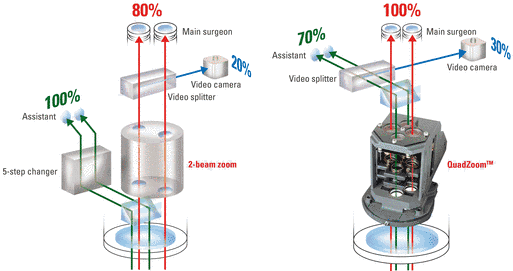 80%
Main surgeon
20%
Video camera
Video splitter
100%
Assistant
5-step changer
2-beam zoom
100%
Main surgeon
70%
Assistant
30%
Video camera
Video splitter
QuadZoom™